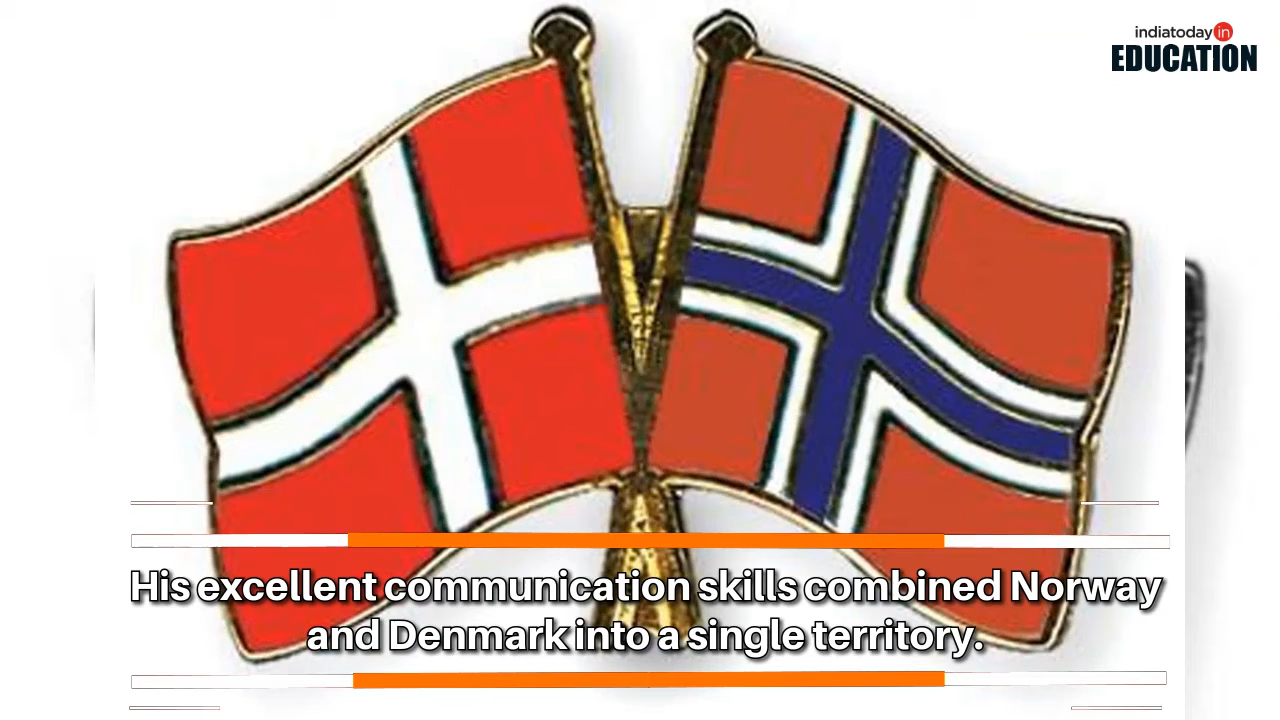 indiatoday in
EDUCATION
His excellent communication skills combined Norway
and Denmark into a single territory.